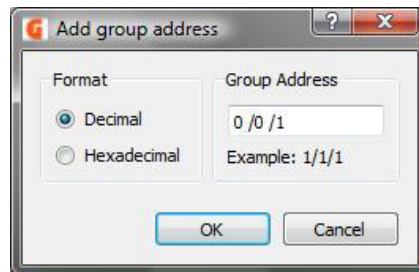 G Add group address
Format
Decimal
Hexadecimal
Group Address
0 /0 /1
Example: 1/1/1
OK
Cancel